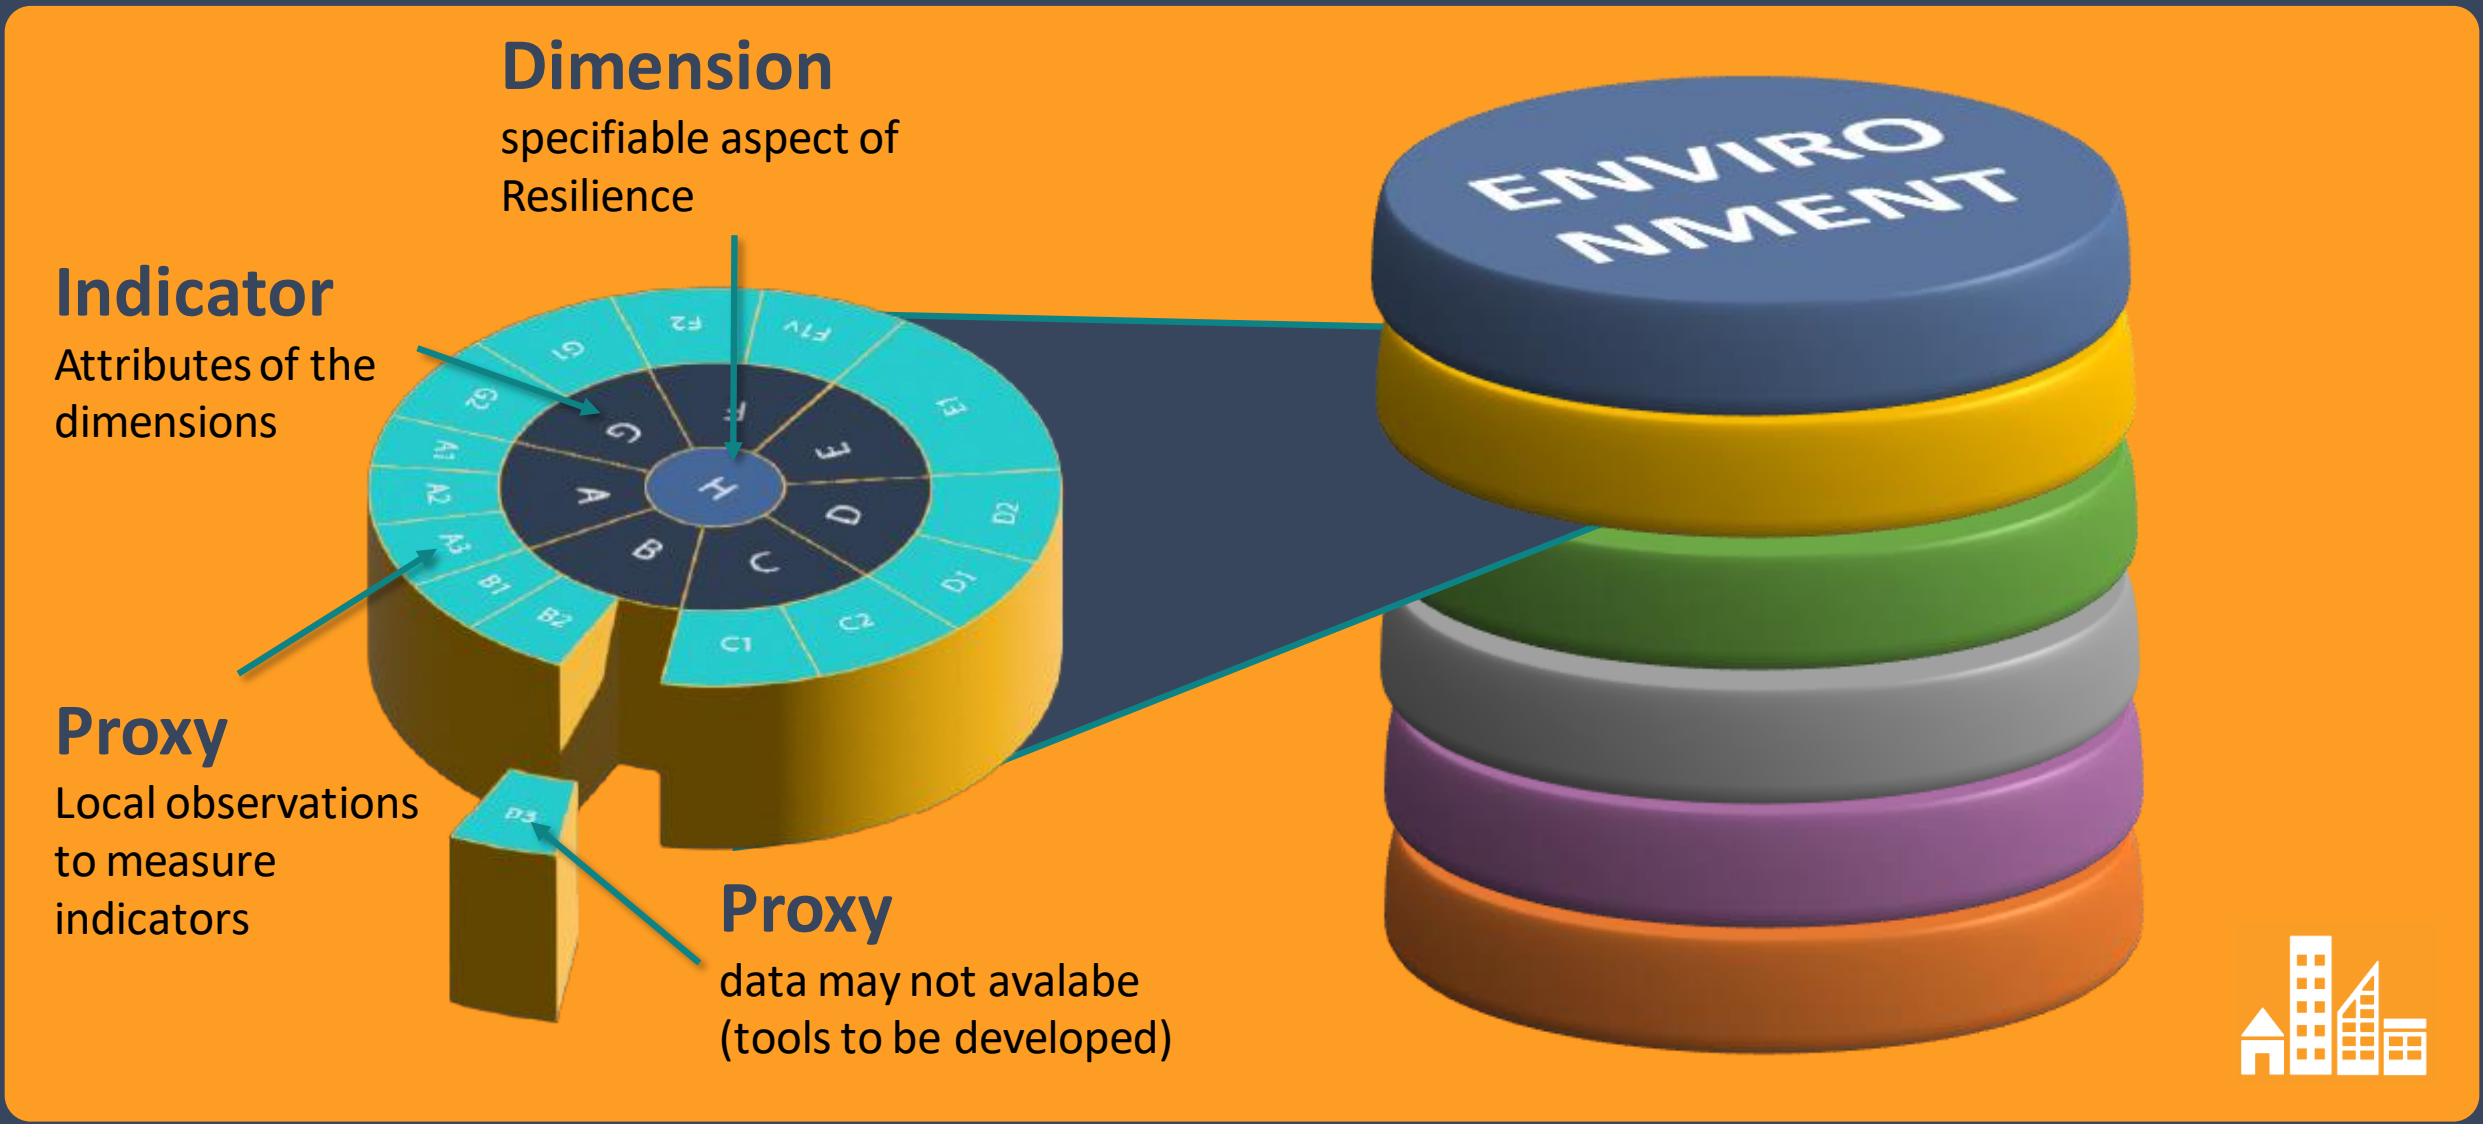 Dimension
specifiable aspect of
Resilience
Indicator
Attributes of the
dimensions
Proxy
Local observations
to measure
indicators
Proxy
data may not avalabe
(tools to be developed)
ENVIRO
NMENT
F2
F1v
G1
G2
A1
A2
A3
B1
B2
C1
C2
D1
D2
F
E
D
C
B
A
G
H